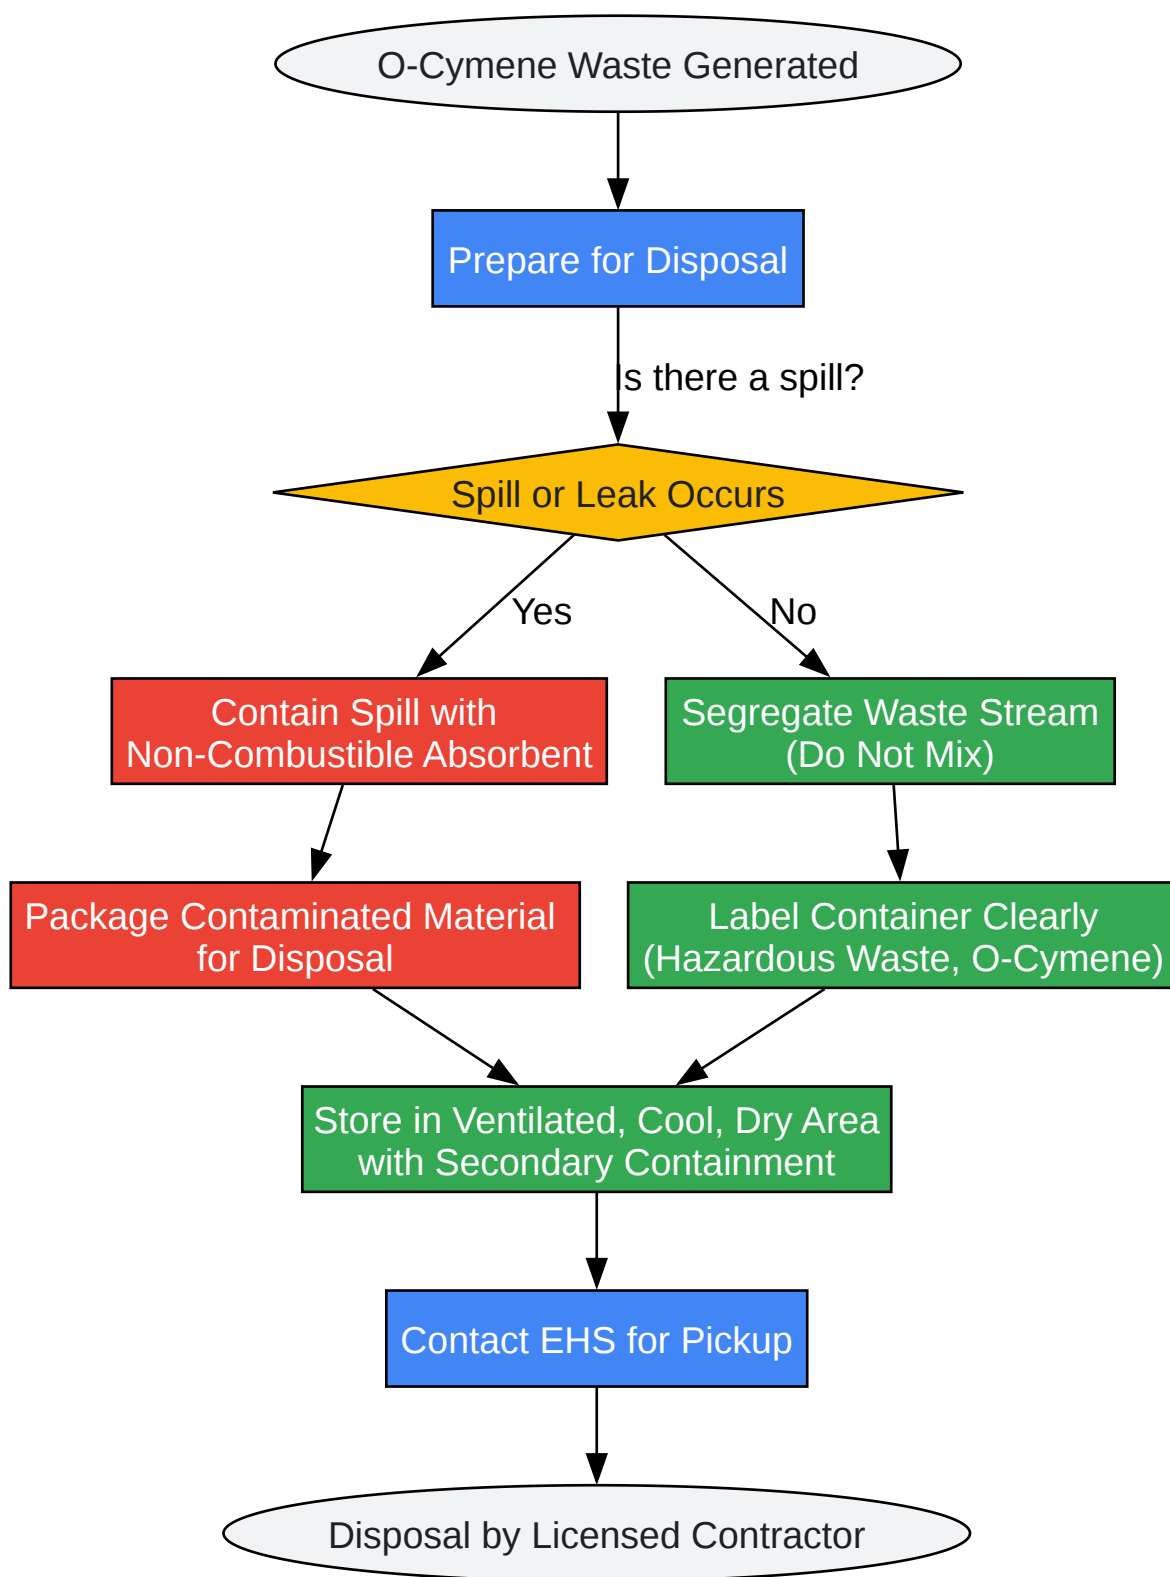 O-Cymene Waste Generated
Prepare for Disposal
Is there a spill?
Spill or Leak Occurs
Yes
No
Contain Spill with
Non-Combustible Absorbent
Segregate Waste Stream
(Do Not Mix)
Package Contaminated Material
for Disposal
Label Container Clearly
(Hazardous Waste, O-Cymene)
Store in Ventilated, Cool, Dry Area
with Secondary Containment
Contact EHS for Pickup
Disposal by Licensed Contractor